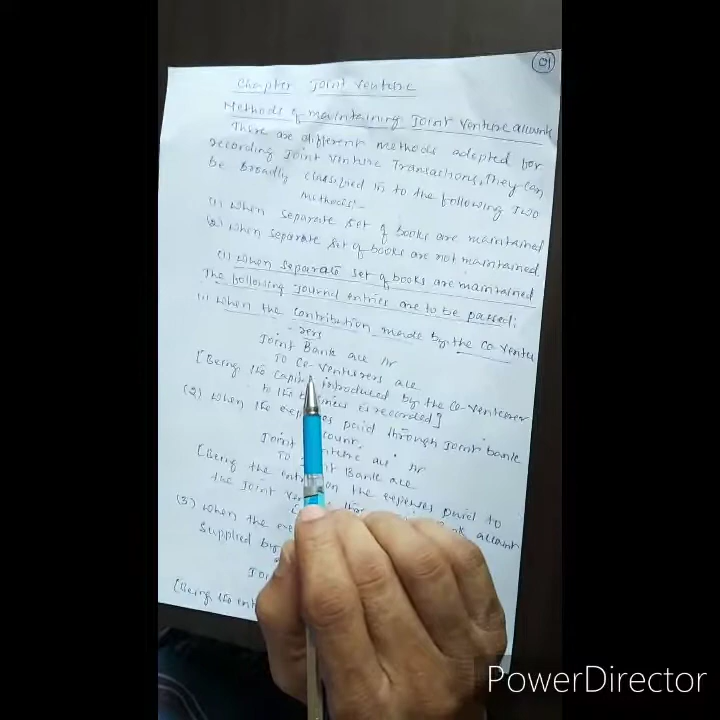 01
Chapter Joint Venture
Methods of maintaining Joint Venture account
There are different methods adopted for
recording Joint Venture Transactions, They can
be broadly classified in to the following Two
Methods:-
(1) When separate set of books are maintained
(2) When separate set of books are not maintained.
(1) When separate set of books are maintained
The following Journal entries are to be passed:
(1) When the contribution made by the Co-Ventu
rers
Joint Bank a/c Dr
To Co-Venturers a/c
[Being the capital introduced by the Co-Venturer
to the is recorded]
(2) When the paid through Joint bank
Joint a/c Dr
To Bank a/c
[Being the on the expenses paid to
the Joint
(3) When the account
Supplied by
[Being the
PowerDirector